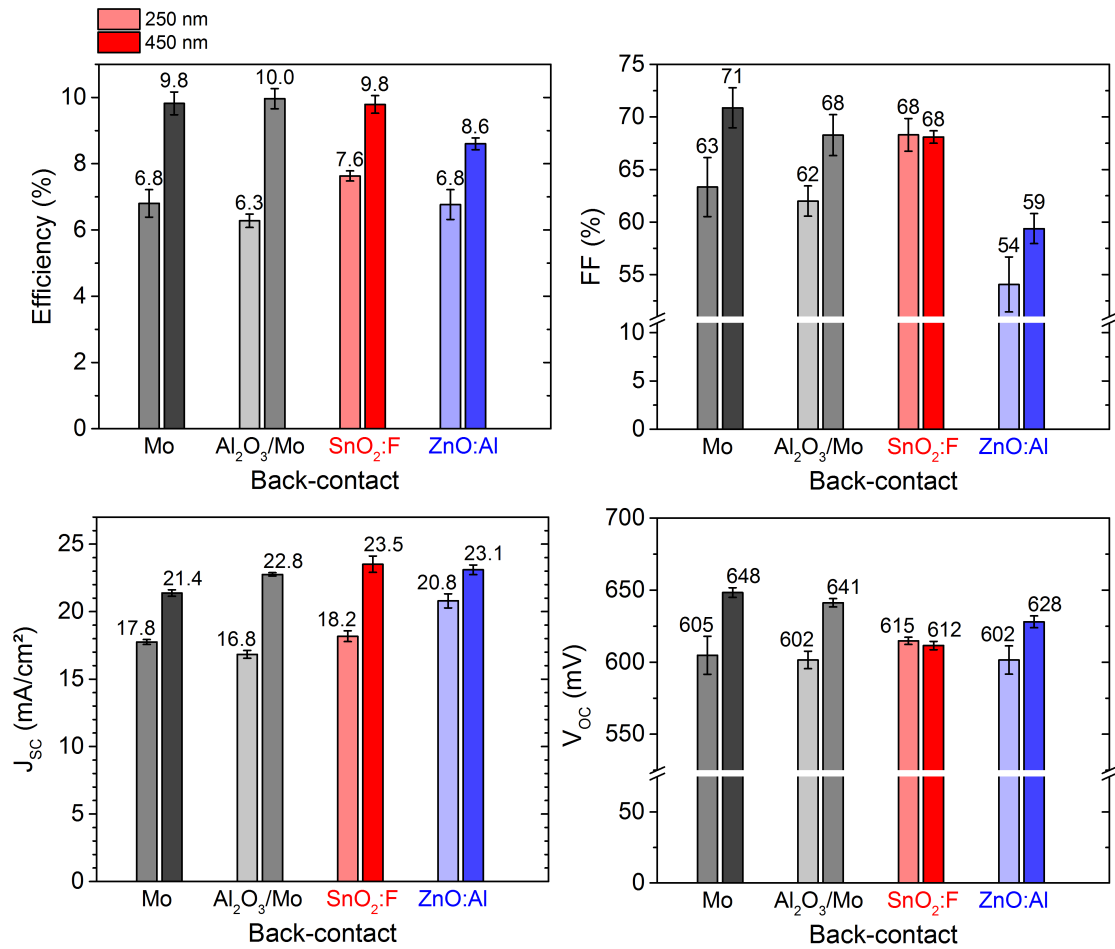 250 nm
450 nm
Efficiency (%)
10
8
6
4
2
0
9.8
6.8
10.0
6.3
9.8
7.6
8.6
6.8
Mo
Al₂O₃/Mo
SnO₂:F
ZnO:Al
Back-contact
FF (%)
75
70
65
60
55
10
5
0
71
63
68
62
68
68
59
54
Mo
Al₂O₃/Mo
SnO₂:F
ZnO:Al
Back-contact
J_SC (mA/cm²)
25
20
15
10
5
0
17.8
21.4
16.8
22.8
18.2
23.5
20.8
23.1
Mo
Al₂O₃/Mo
SnO₂:F
ZnO:Al
Back-contact
V_OC (mV)
700
650
600
550
50
0
605
648
602
641
615
612
602
628
Mo
Al₂O₃/Mo
SnO₂:F
ZnO:Al
Back-contact